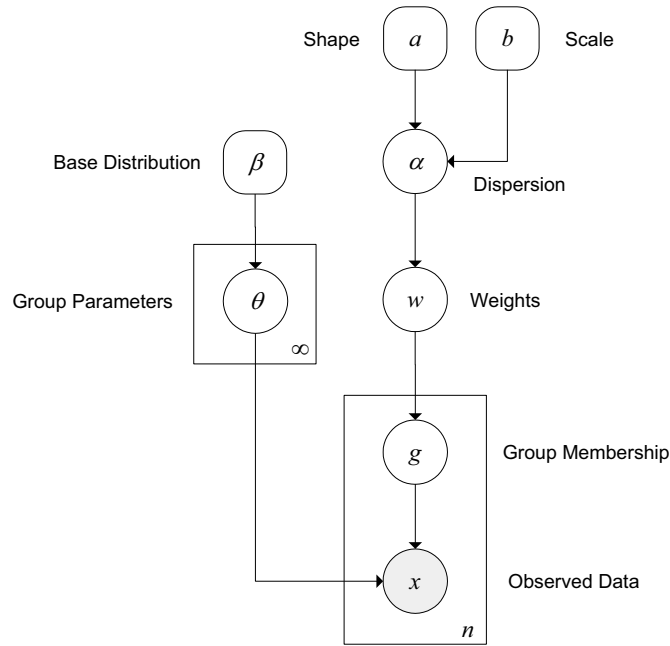 Shape a b Scale
Base Distribution β α
Dispersion
Group Parameters θ w Weights
∞
g Group Membership
x Observed Data
n